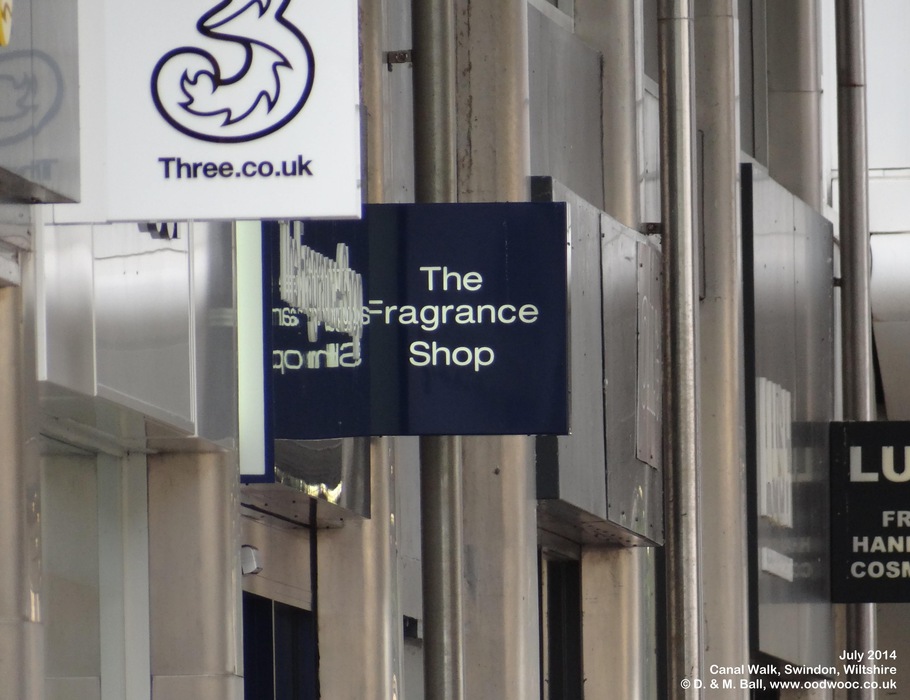 Three.co.uk
The
Fragrance
Shop
LU
FR
HAN
COSM
July 2014
Canal Walk, Swindon, Wiltshire
© D. & M. Ball, www.oodwooc.co.uk